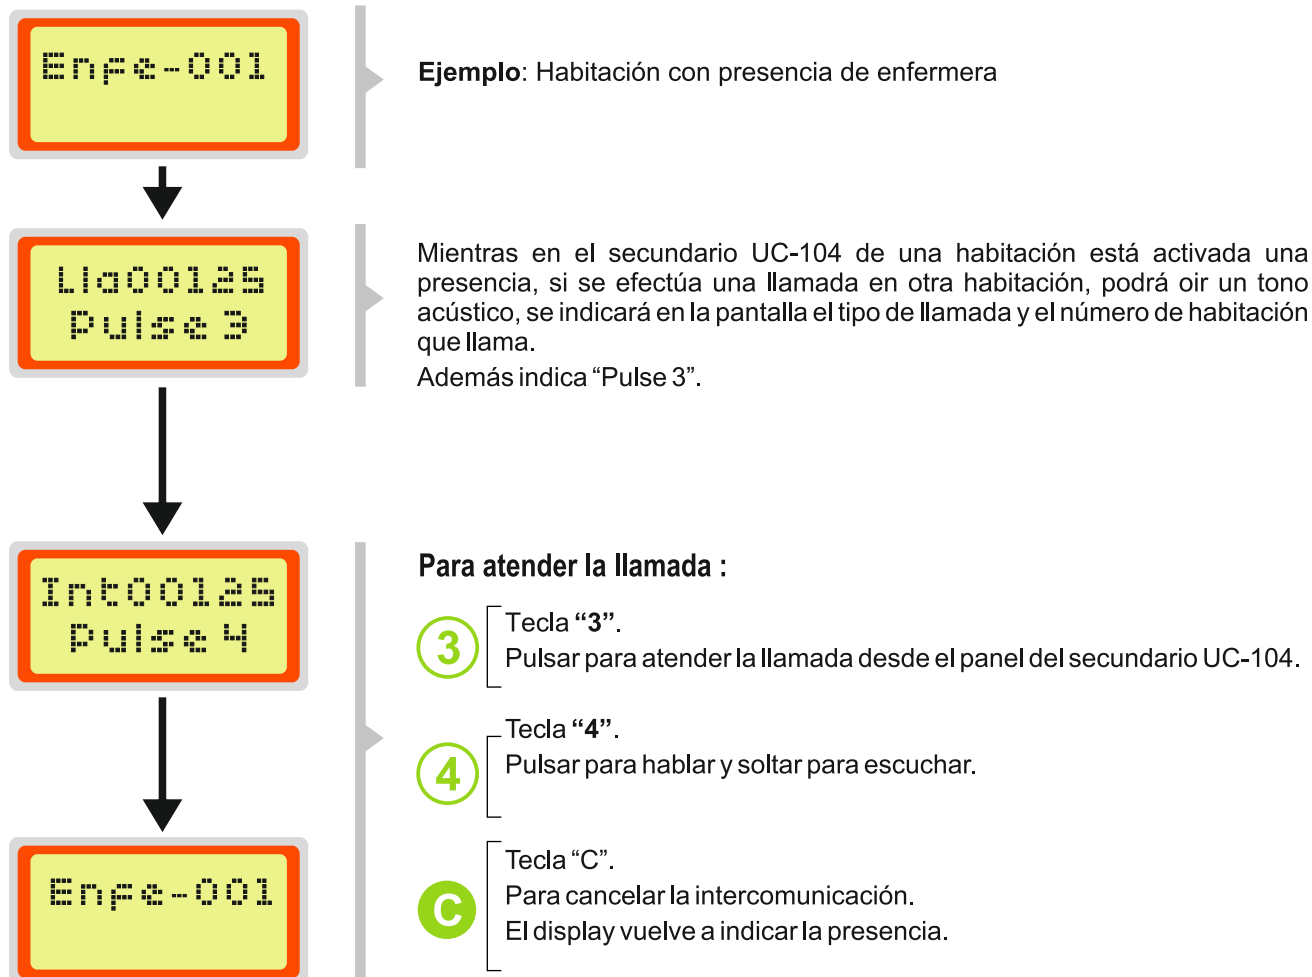 Enfe-001
Ejemplo: Habitación con presencia de enfermera
Lla00125
Pulse 3
Mientras en el secundario UC-104 de una habitación está activada una
presencia, si se efectúa una llamada en otra habitación, podrá oir un tono
acústico, se indicará en la pantalla el tipo de llamada y el número de habitación
que llama.
Además indica “Pulse 3”.
Int00125
Pulse 4
Para atender la llamada :
3
Tecla “3”.
Pulsar para atender la llamada desde el panel del secundario UC-104.
4
Tecla “4”.
Pulsar para hablar y soltar para escuchar.
Enfe-001
C
Tecla “C”.
Para cancelar la intercomunicación.
El display vuelve a indicar la presencia.